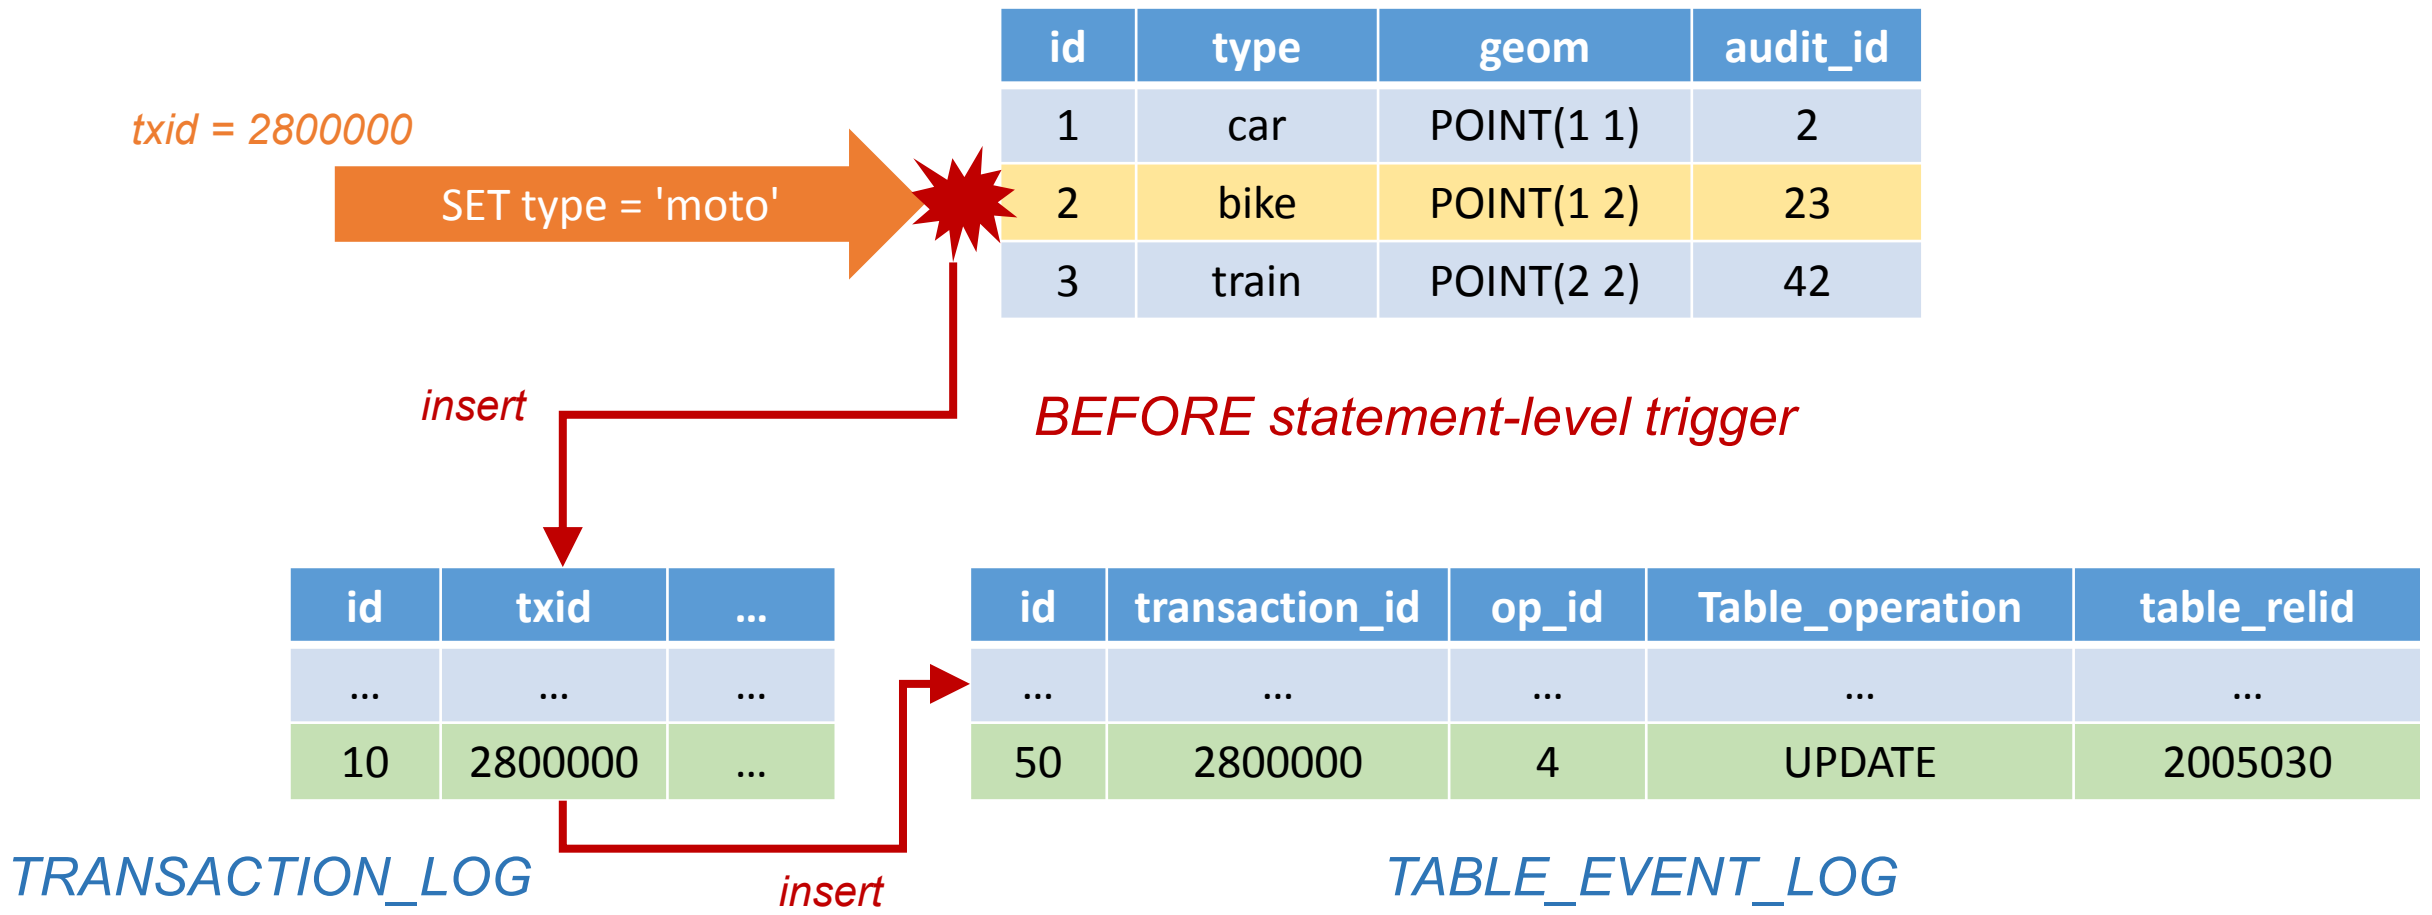 id type geom audit_id
txid = 2800000
1 car POINT(1 1) 2
SET type = 'moto'
2 bike POINT(1 2) 23
3 train POINT(2 2) 42
insert
BEFORE statement-level trigger
id txid ...
... ... ...
10 2800000 ...
id transaction_id op_id Table_operation table_relid
... ... ... ... ...
50 2800000 4 UPDATE 2005030
TRANSACTION_LOG
insert
TABLE_EVENT_LOG